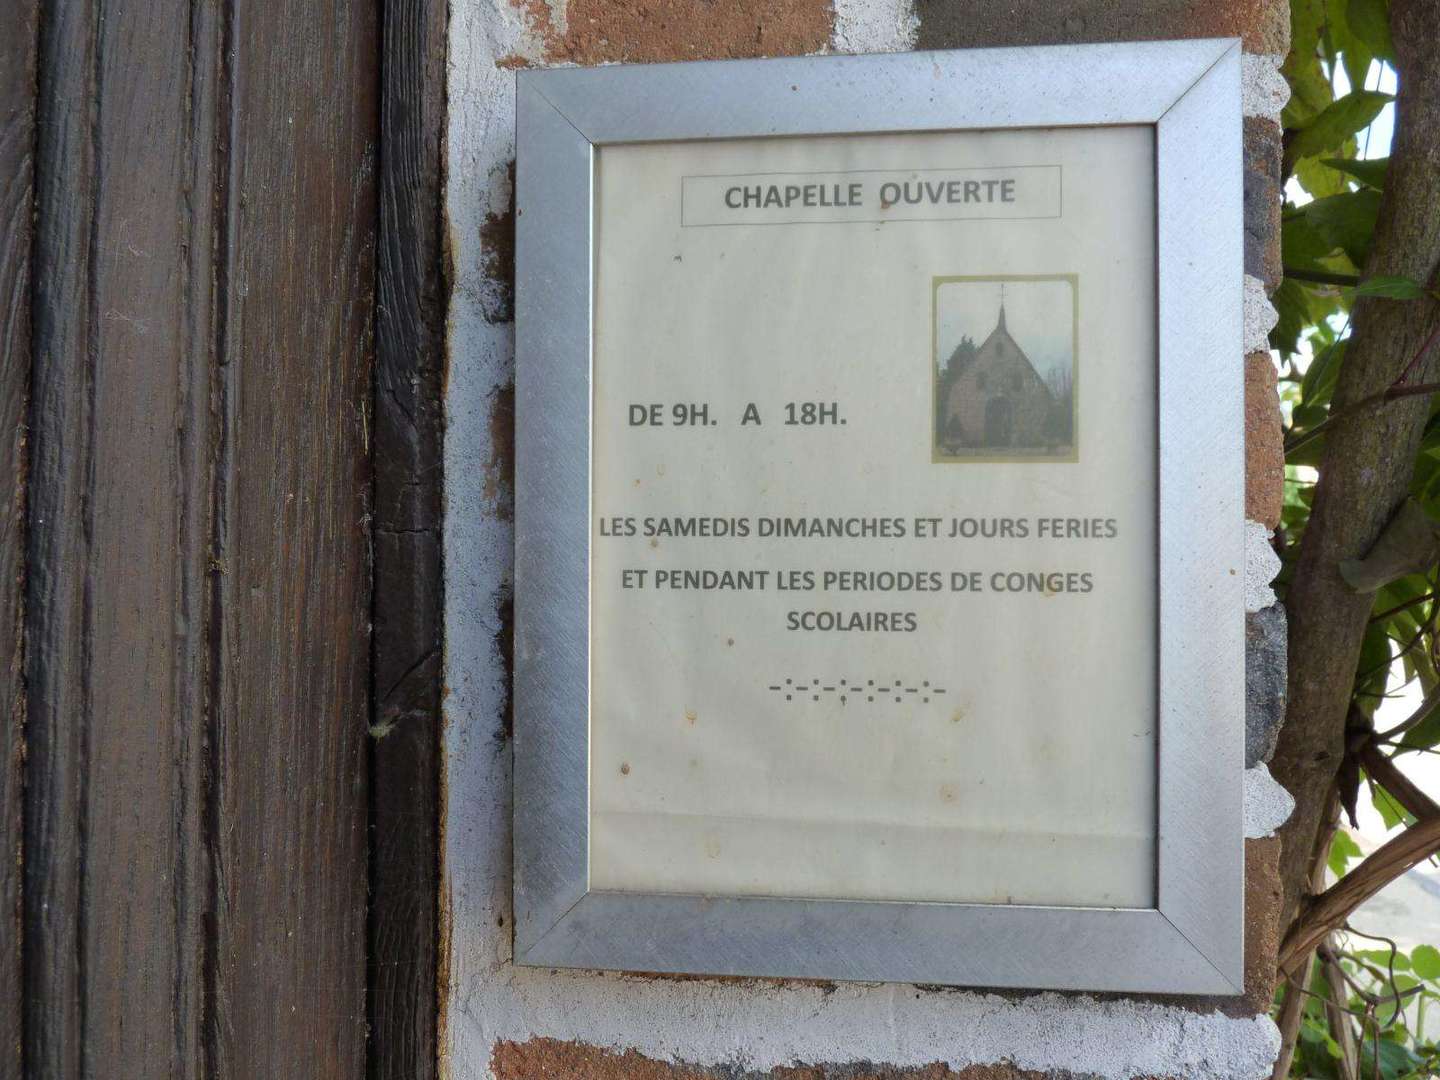 CHAPELLE OUVERTE
DE 9H. A 18H.
LES SAMEDIS DIMANCHES ET JOURS FERIES
ET PENDANT LES PERIODES DE CONGES
SCOLAIRES
-:-:-:-:-:-:-